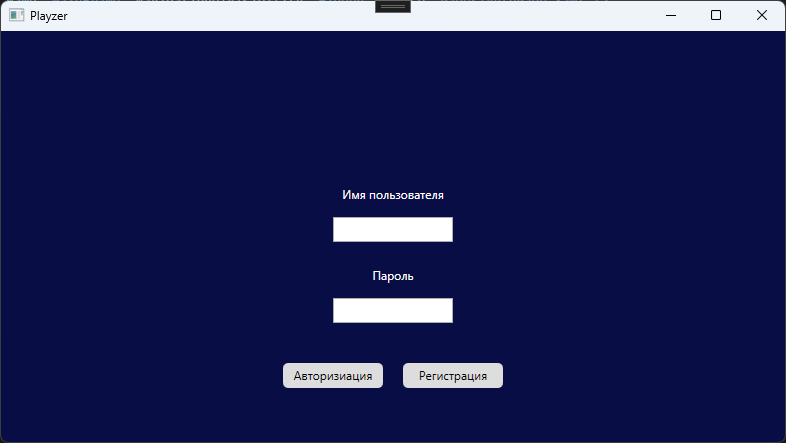 Playzer
Имя пользователя
Пароль
Авторизиация
Регистрация